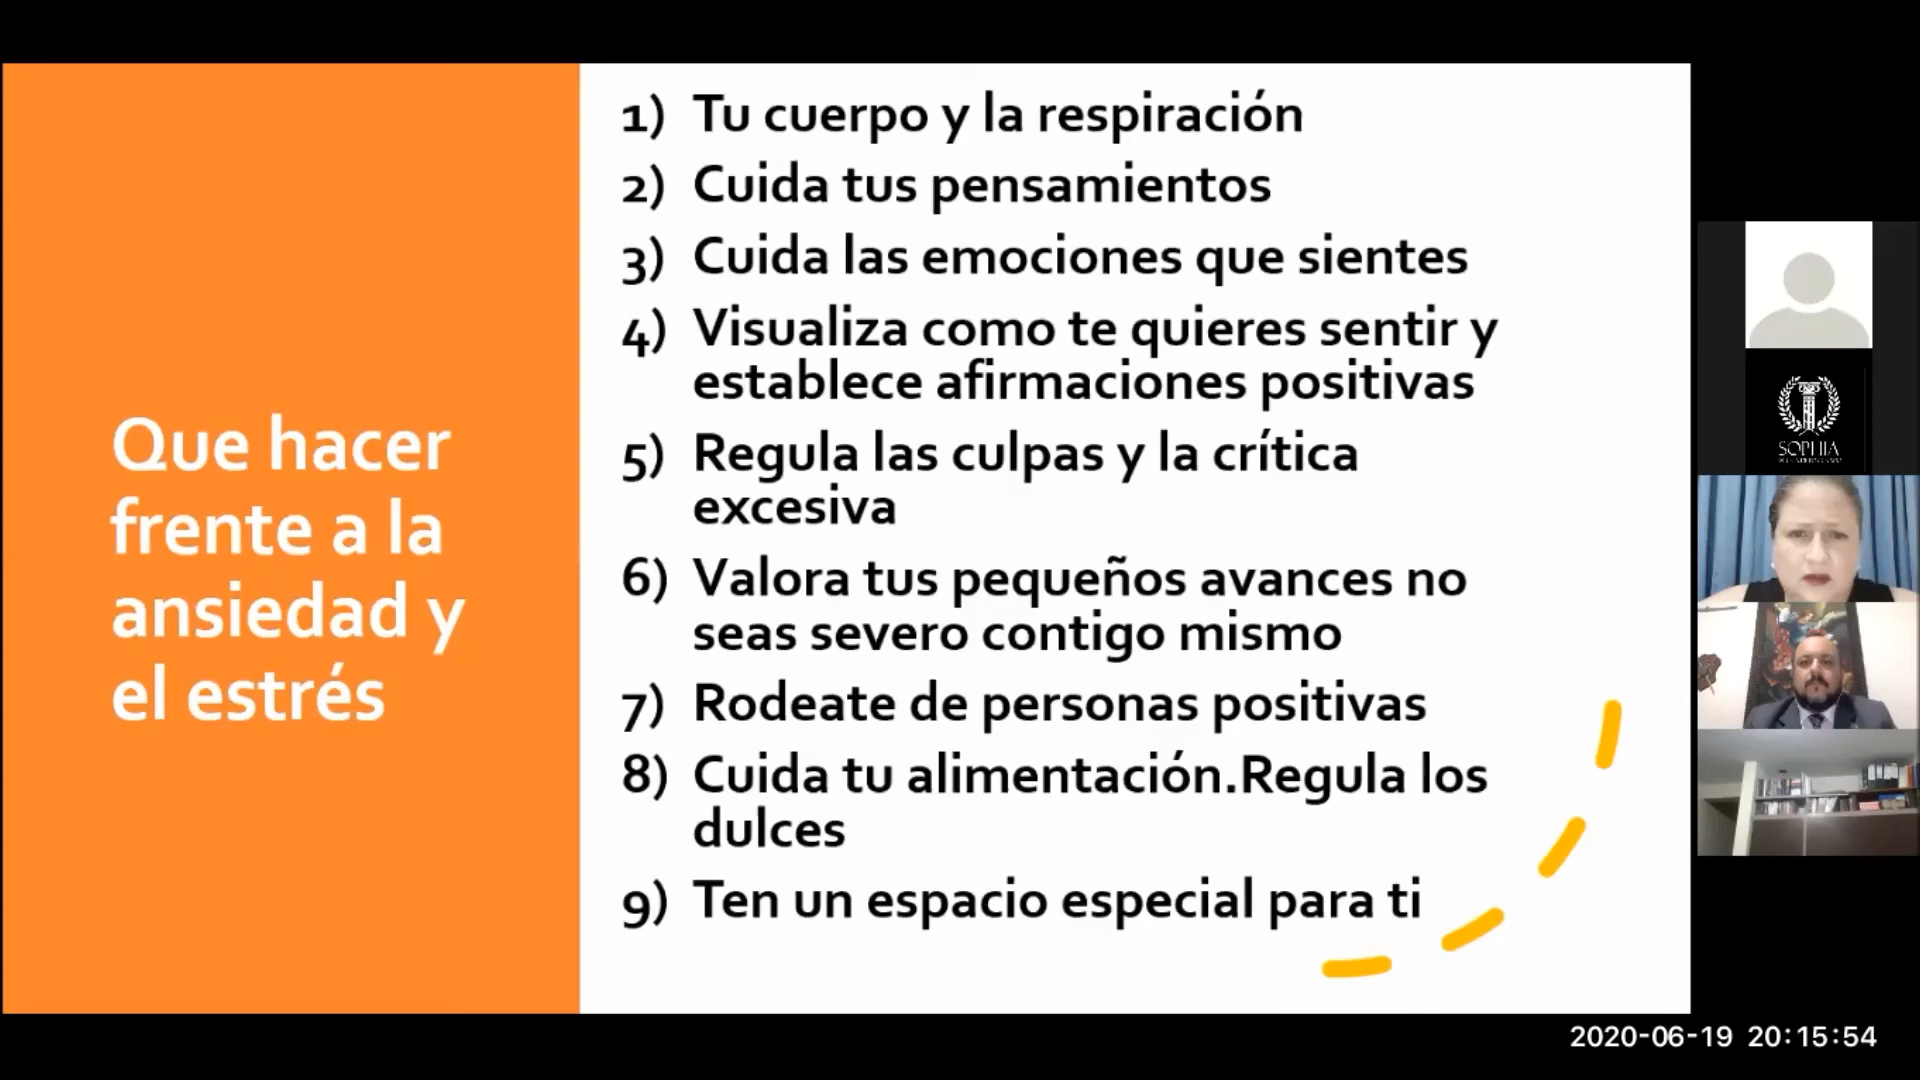 Que hacer
frente a la
ansiedad y
el estrés
1) Tu cuerpo y la respiración
2) Cuida tus pensamientos
3) Cuida las emociones que sientes
4) Visualiza como te quieres sentir y
establece afirmaciones positivas
5) Regula las culpas y la crítica
excesiva
6) Valora tus pequeños avances no
seas severo contigo mismo
7) Rodeate de personas positivas
8) Cuida tu alimentación.Regula los
dulces
9) Ten un espacio especial para ti
SOPHIA
2020-06-19 20:15:54